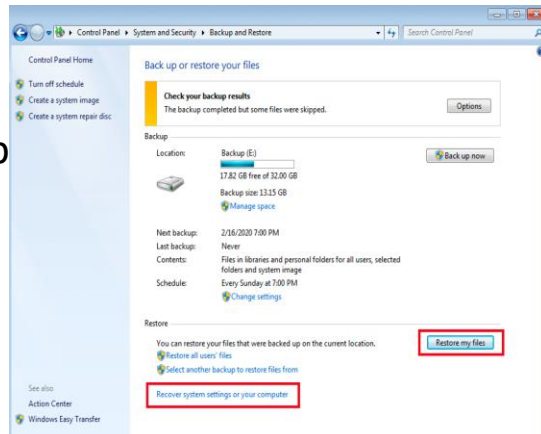 Control Panel ▸ System and Security ▸ Backup and Restore
Search Control Panel
Control Panel Home
Turn off schedule
Create a system image
Create a system repair disc
Back up or restore your files
Check your backup results
The backup completed but some files were skipped.
Options
Backup
Location:
Backup (E:)
17.82 GB free of 32.00 GB
Backup size: 13.15 GB
Manage space
Back up now
Next backup: 2/16/2020 7:00 PM
Last backup: Never
Contents: Files in libraries and personal folders for all users, selected
folders and system image
Schedule: Every Sunday at 7:00 PM
Change settings
Restore
You can restore your files that were backed up on the current location.
Restore my files
Restore all users' files
Select another backup to restore files from
Recover system settings or your computer
See also
Action Center
Windows Easy Transfer